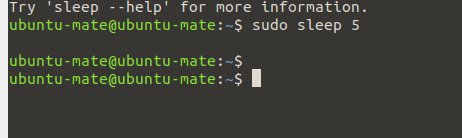 Try 'sleep --help' for more information.
ubuntu-mate@ubuntu-mate:~$ sudo sleep 5
ubuntu-mate@ubuntu-mate:~$
ubuntu-mate@ubuntu-mate:~$